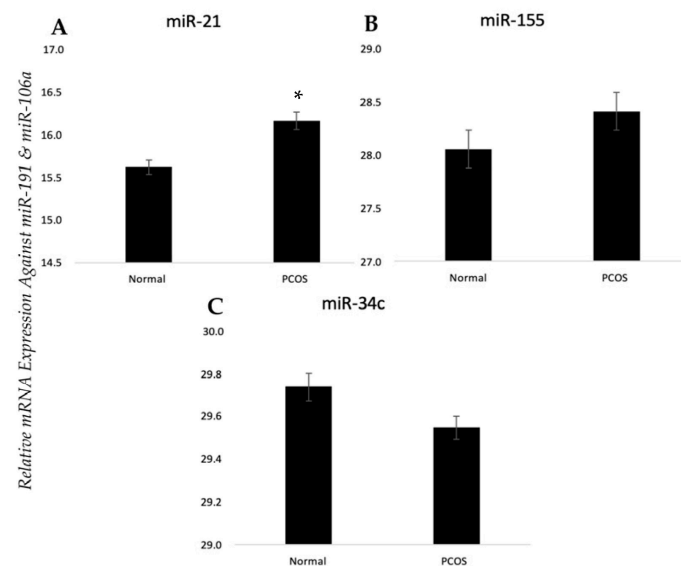 Relative mRNA Expression Against miR-191 & miR-106a
A
miR-21
17.0
16.5
16.0
15.5
15.0
14.5
*
Normal
PCOS
B
miR-155
29.0
28.5
28.0
27.5
27.0
Normal
PCOS
C
miR-34c
30.0
29.8
29.6
29.4
29.2
29.0
Normal
PCOS